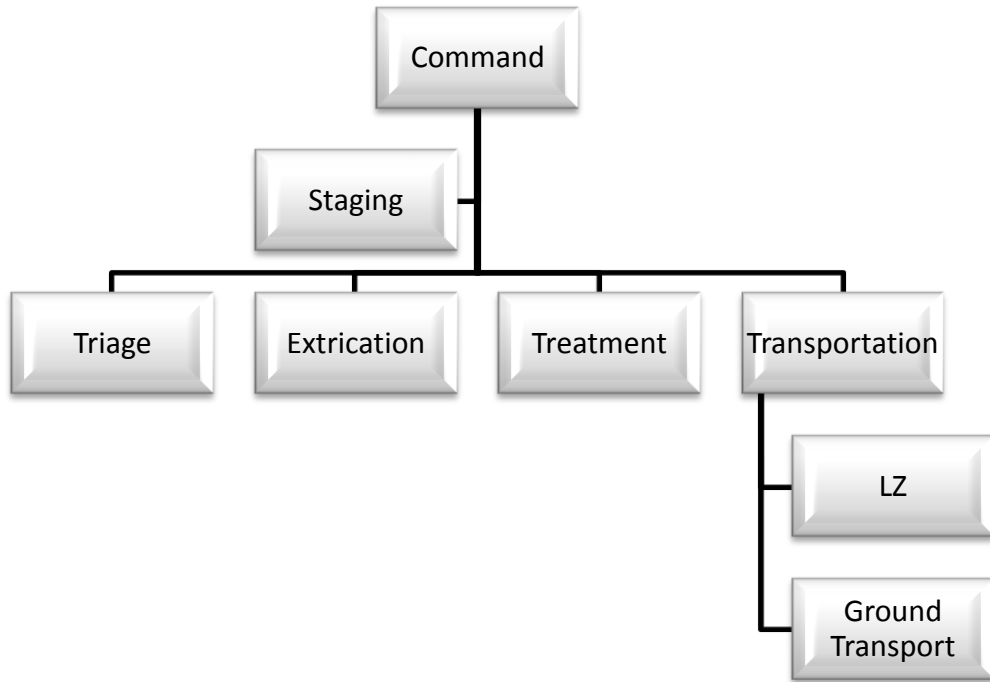 Command
Staging
Triage
Extrication
Treatment
Transportation
LZ
Ground
Transport